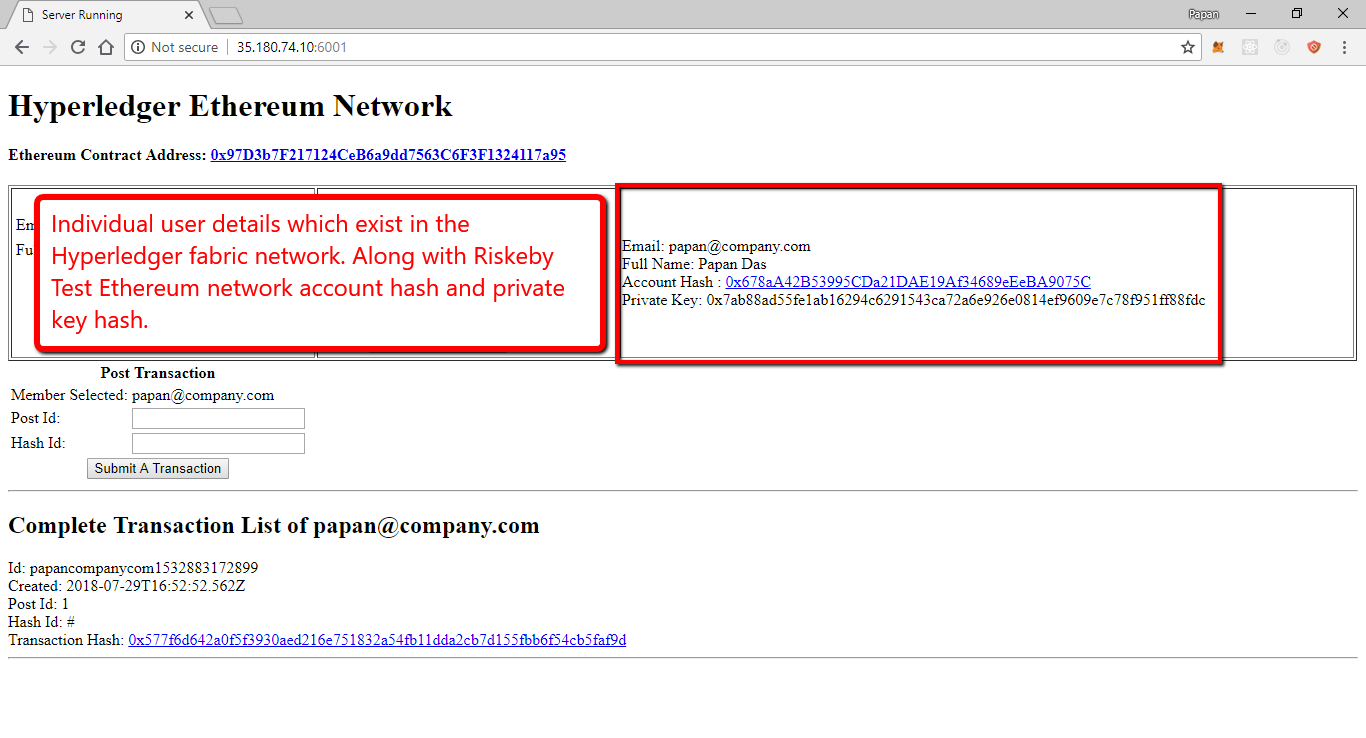 Server Running
Papan
Not secure
35.180.74.10:6001
Hyperledger Ethereum Network
Ethereum Contract Address: 0x97D3b7F217124CeB6a9dd7563C6F3F1324117a95
Individual user details which exist in the
Hyperledger fabric network. Along with Riskeby
Test Ethereum network account hash and private
key hash.
Email: papan@company.com
Full Name: Papan Das
Account Hash : 0x678aA42B53995CDa21DAE19Af34689eEeBA9075C
Private Key: 0x7ab88ad55fe1ab16294c6291543ca72a6e926e0814ef9609e7c78f951ff88fdc
Post Transaction
Member Selected: papan@company.com
Post Id:
Hash Id:
Submit A Transaction
Complete Transaction List of papan@company.com
Id: papancompanycom1532883172899
Created: 2018-07-29T16:52:52.562Z
Post Id: 1
Hash Id: #
Transaction Hash: 0x577f6d642a0f5f3930aed216e751832a54fb11dda2cb7d155fbb6f54cb5faf9d